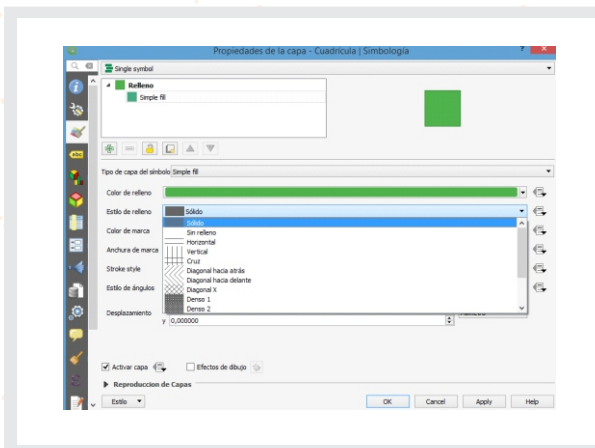 Propiedades de la capa - Cuadrícula | Simbología
?
Single symbol
Relleno
Simple fill
abc
Tipo de capa del símbolo Simple fill
Color de relleno
Estilo de relleno Sólido
Color de marca Sólido
Sin relleno
Horizontal
Anchura de marca Vertical
Cruz
Stroke style Diagonal hacia atrás
Diagonal hacia delante
Estilo de ángulos Diagonal X
Denso 1
Desplazamiento Denso 2
y 0,000000
Activar capa Efectos de dibujo
Reproduccion de Capas
Estilo OK Cancel Apply Help